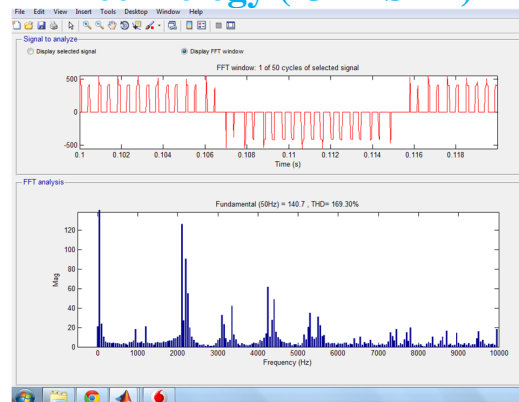 File Edit View Insert Tools Desktop Window Help
Signal to analyze
Display selected signal Display FFT window
FFT window: 1 of 50 cycles of selected signal
500
0
-500
0.1 0.102 0.104 0.106 0.108 0.11 0.112 0.114 0.116 0.118
Time (s)
FFT analysis
Fundamental (50Hz) = 140.7 , THD= 169.30%
120
100
80
60
40
20
0
Mag
0 1000 2000 3000 4000 5000 6000 7000 8000 9000 10000
Frequency (Hz)